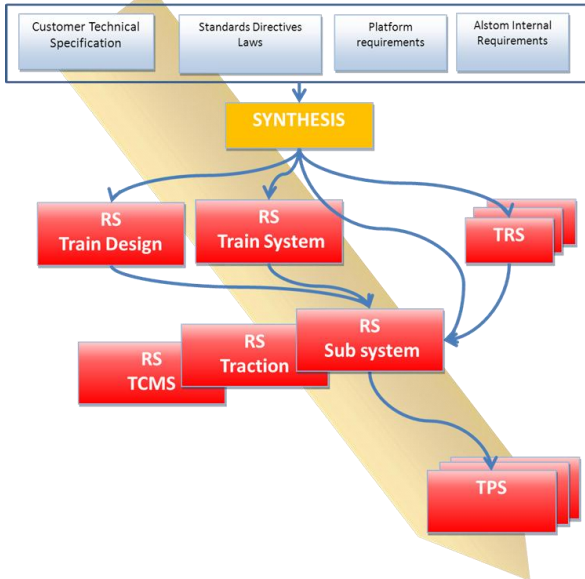 Customer Technical
Specification
Standards Directives
Laws
Platform
requirements
Alstom Internal
Requirements
SYNTHESIS
RS
Train Design
RS
Train System
TRS
RS
Sub system
RS
Traction
RS
TCMS
TPS